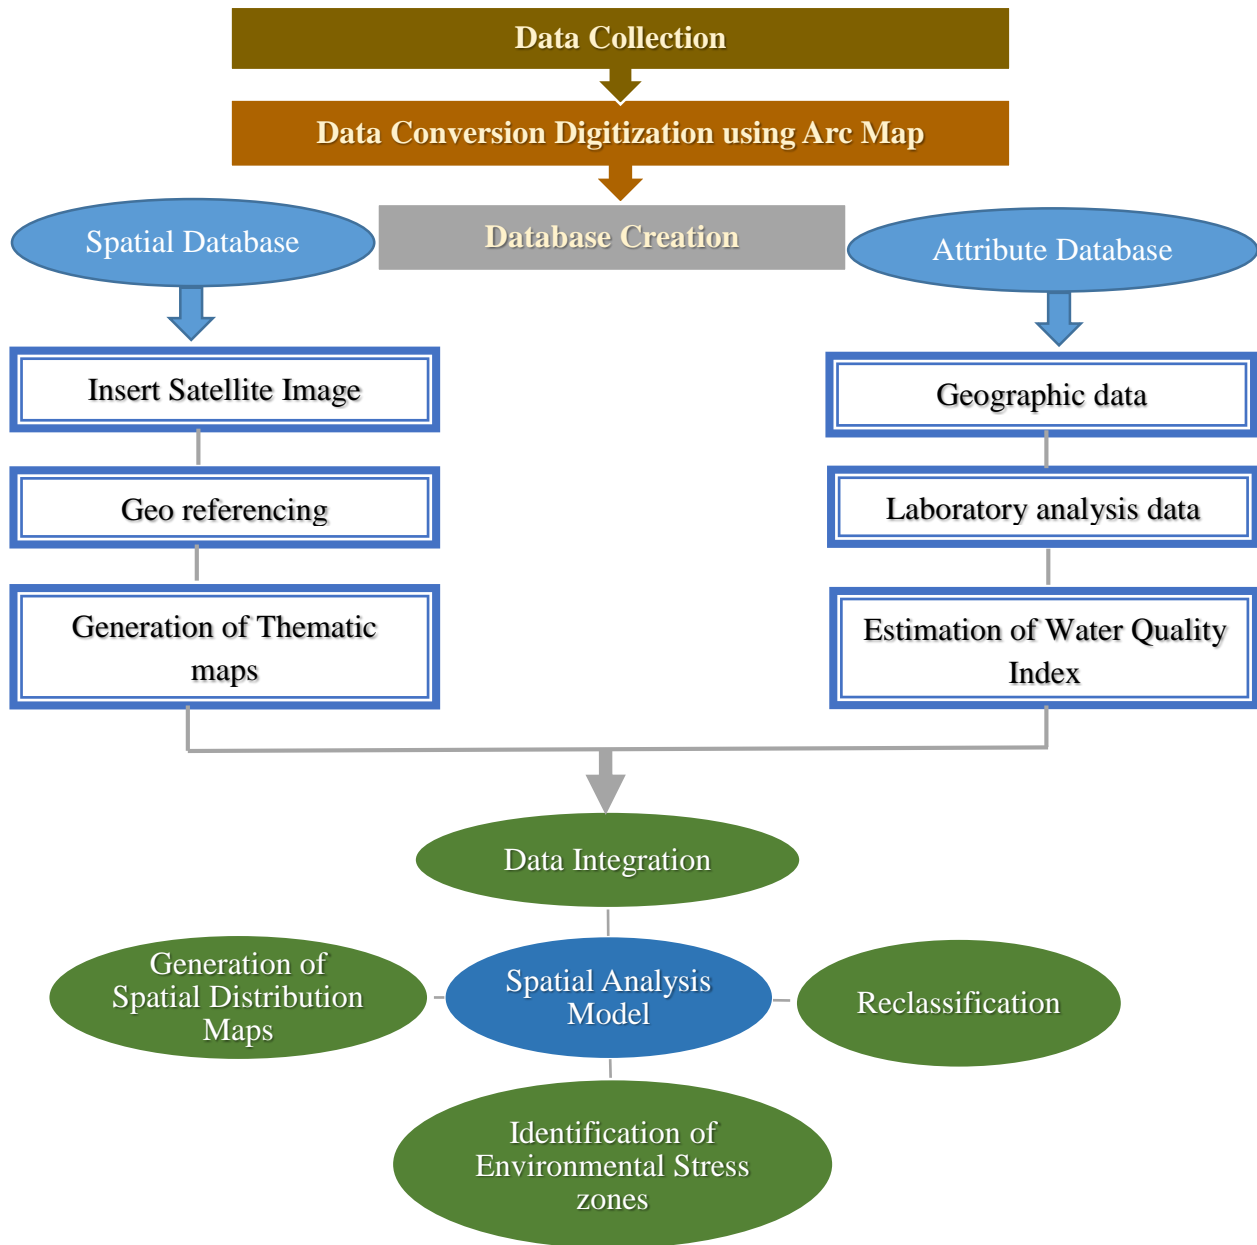 Data Collection
Data Conversion Digitization using Arc Map
Spatial Database
Database Creation
Attribute Database
Insert Satellite Image
Geographic data
Geo referencing
Laboratory analysis data
Generation of Thematic
maps
Estimation of Water Quality
Index
Data Integration
Generation of
Spatial Distribution
Maps
Spatial Analysis
Model
Reclassification
Identification of
Environmental Stress
zones